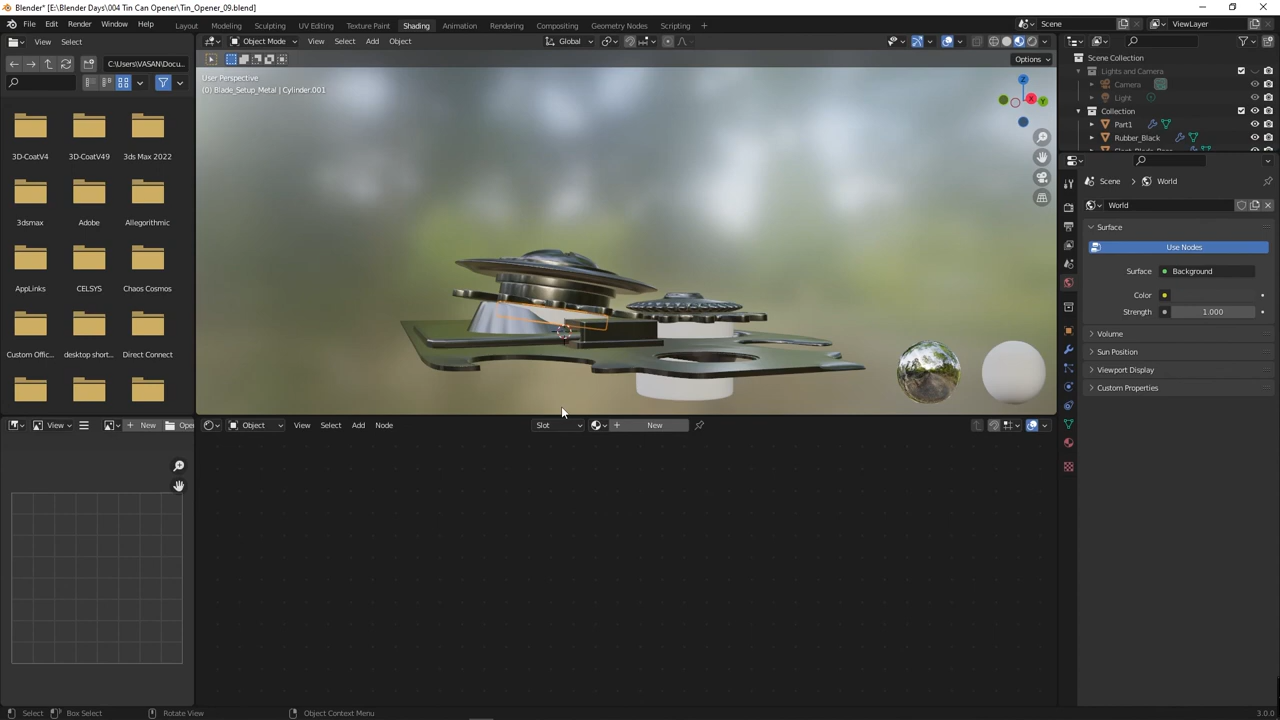 Blender* [E:\Blender Days\004 Tin Can Opener\Tin_Opener_09.blend]
File Edit Render Window Help Layout Modeling Sculpting UV Editing Texture Paint Shading Animation Rendering Compositing Geometry Nodes Scripting + Scene ViewLayer
View Select C:\Users\VASAN\Docu... Object Mode View Select Add Object Global
Options
User Perspective
(0) Blade_Setup_Metal | Cylinder.001
Z
X
Y
Scene Collection
Lights and Camera
Camera
Light
Collection
Part1
Rubber_Black
3D-CoatV4 3D-CoatV49 3ds Max 2022
3dsmax Adobe Allegorithmic
AppLinks CELSYS Chaos Cosmos
Custom Offic... desktop short... Direct Connect
Scene > World
World
Surface
Use Nodes
Surface Background
Color
Strength 1.000
Volume
Sun Position
Viewport Display
Custom Properties
View + New Open Object View Select Add Node Slot + New
Select Box Select Rotate View Object Context Menu 3.0.0